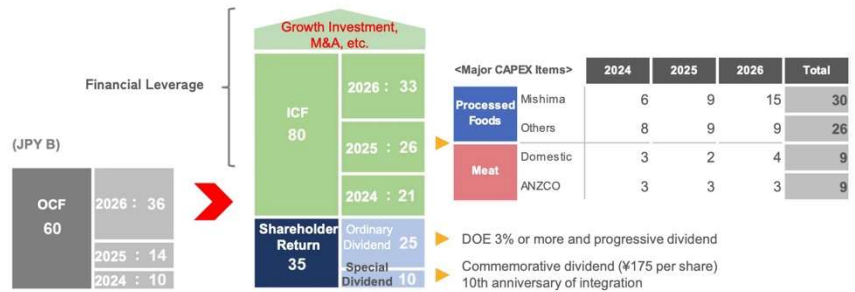 Growth Investment,
M&A, etc.
Financial Leverage
ICF
80
2026 : 33
2025 : 26
2024 : 21
(JPY B)
OCF
60
2026 : 36
2025 : 14
2024 : 10
Shareholder
Return
35
Ordinary
Dividend 25
Special
Dividend 10
<Major CAPEX Items> 2024 2025 2026 Total
Processed
Foods
Mishima 6 9 15 30
Others 8 9 9 26
Meat
Domestic 3 2 4 9
ANZCO 3 3 3 9
DOE 3% or more and progressive dividend
Commemorative dividend (¥175 per share)
10th anniversary of integration